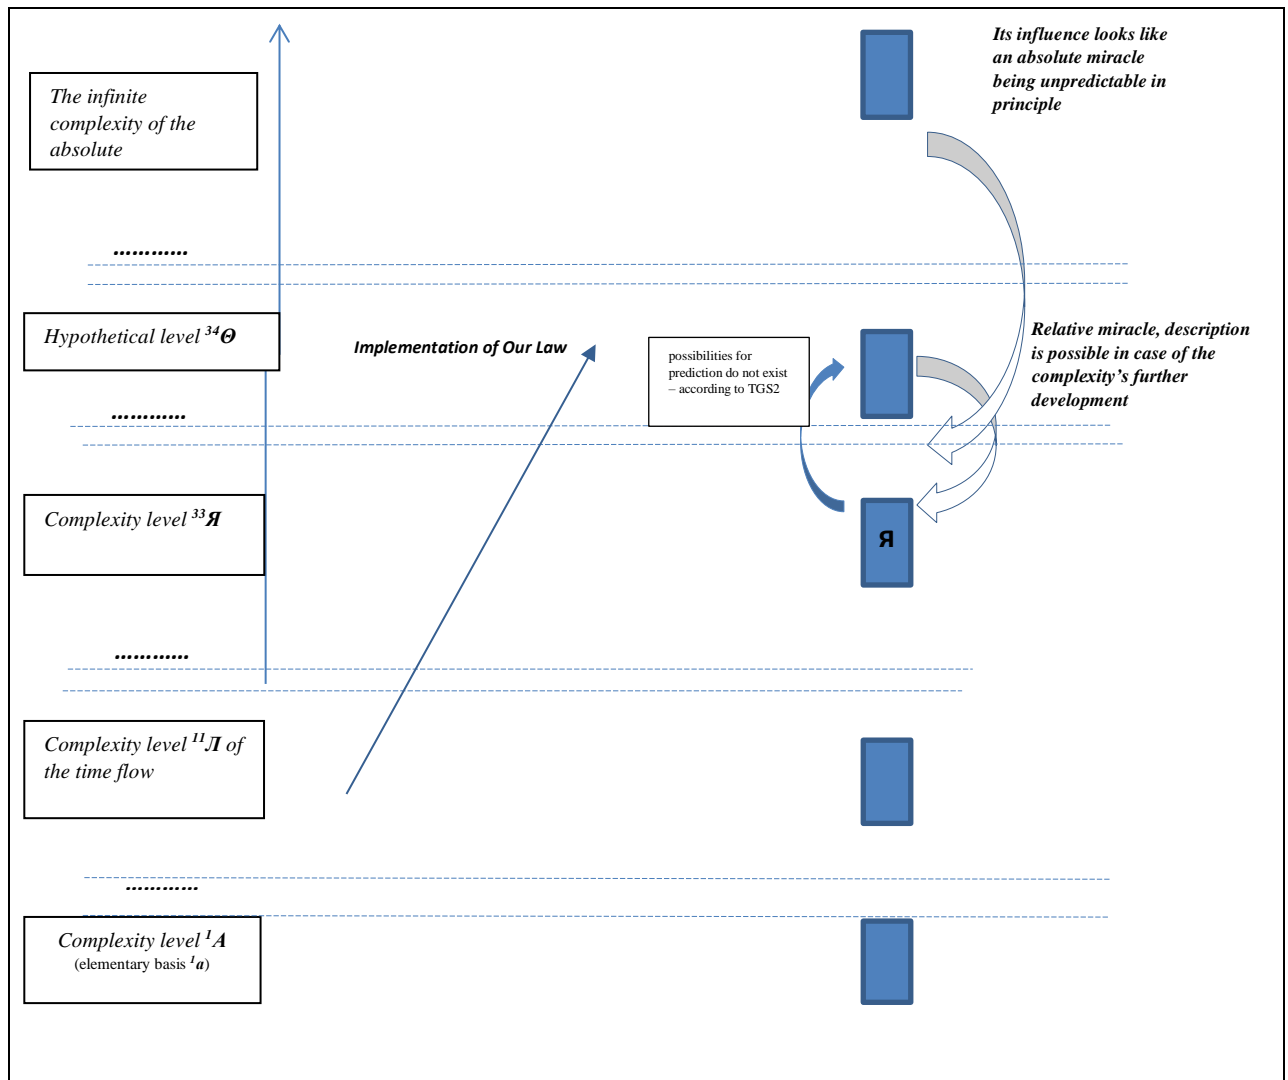 Its influence looks like
an absolute miracle
being unpredictable in
principle
The infinite
complexity of the
absolute
…………
Hypothetical level ³⁴Θ
Implementation of Our Law
possibilities for
prediction do not exist
– according to TGS2
Relative miracle, description
is possible in case of the
complexity's further
development
…………
Complexity level ³³Я
Я
…………
Complexity level ¹¹Л of
the time flow
…………
Complexity level ¹A
(elementary basis ¹a)